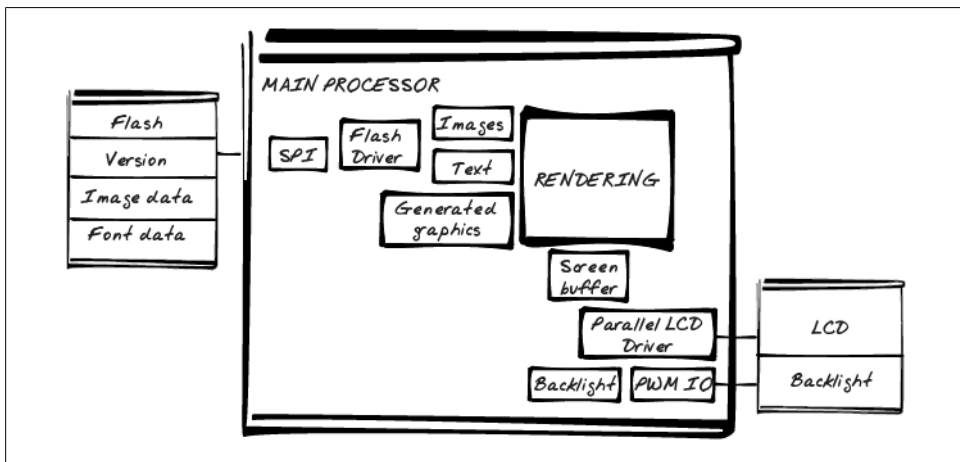 MAIN PROCESSOR
Flash
Version
Image data
Font data
SPI
Flash
Driver
Images
Text
Generated
graphics
RENDERING
Screen
buffer
Parallel LCD
Driver
Backlight
PWM IO
LCD
Backlight